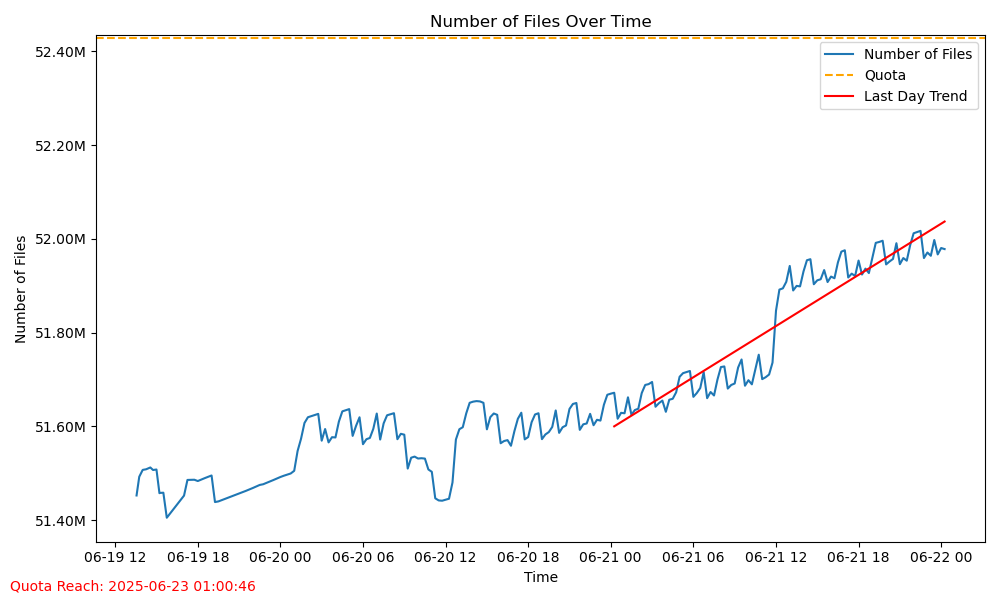 Number of Files Over Time
52.40M
52.20M
52.00M
51.80M
51.60M
51.40M
Number of Files
Number of Files
Quota
Last Day Trend
06-19 12 06-19 18 06-20 00 06-20 06 06-20 12 06-20 18 06-21 00 06-21 06 06-21 12 06-21 18 06-22 00
Time
Quota Reach: 2025-06-23 01:00:46